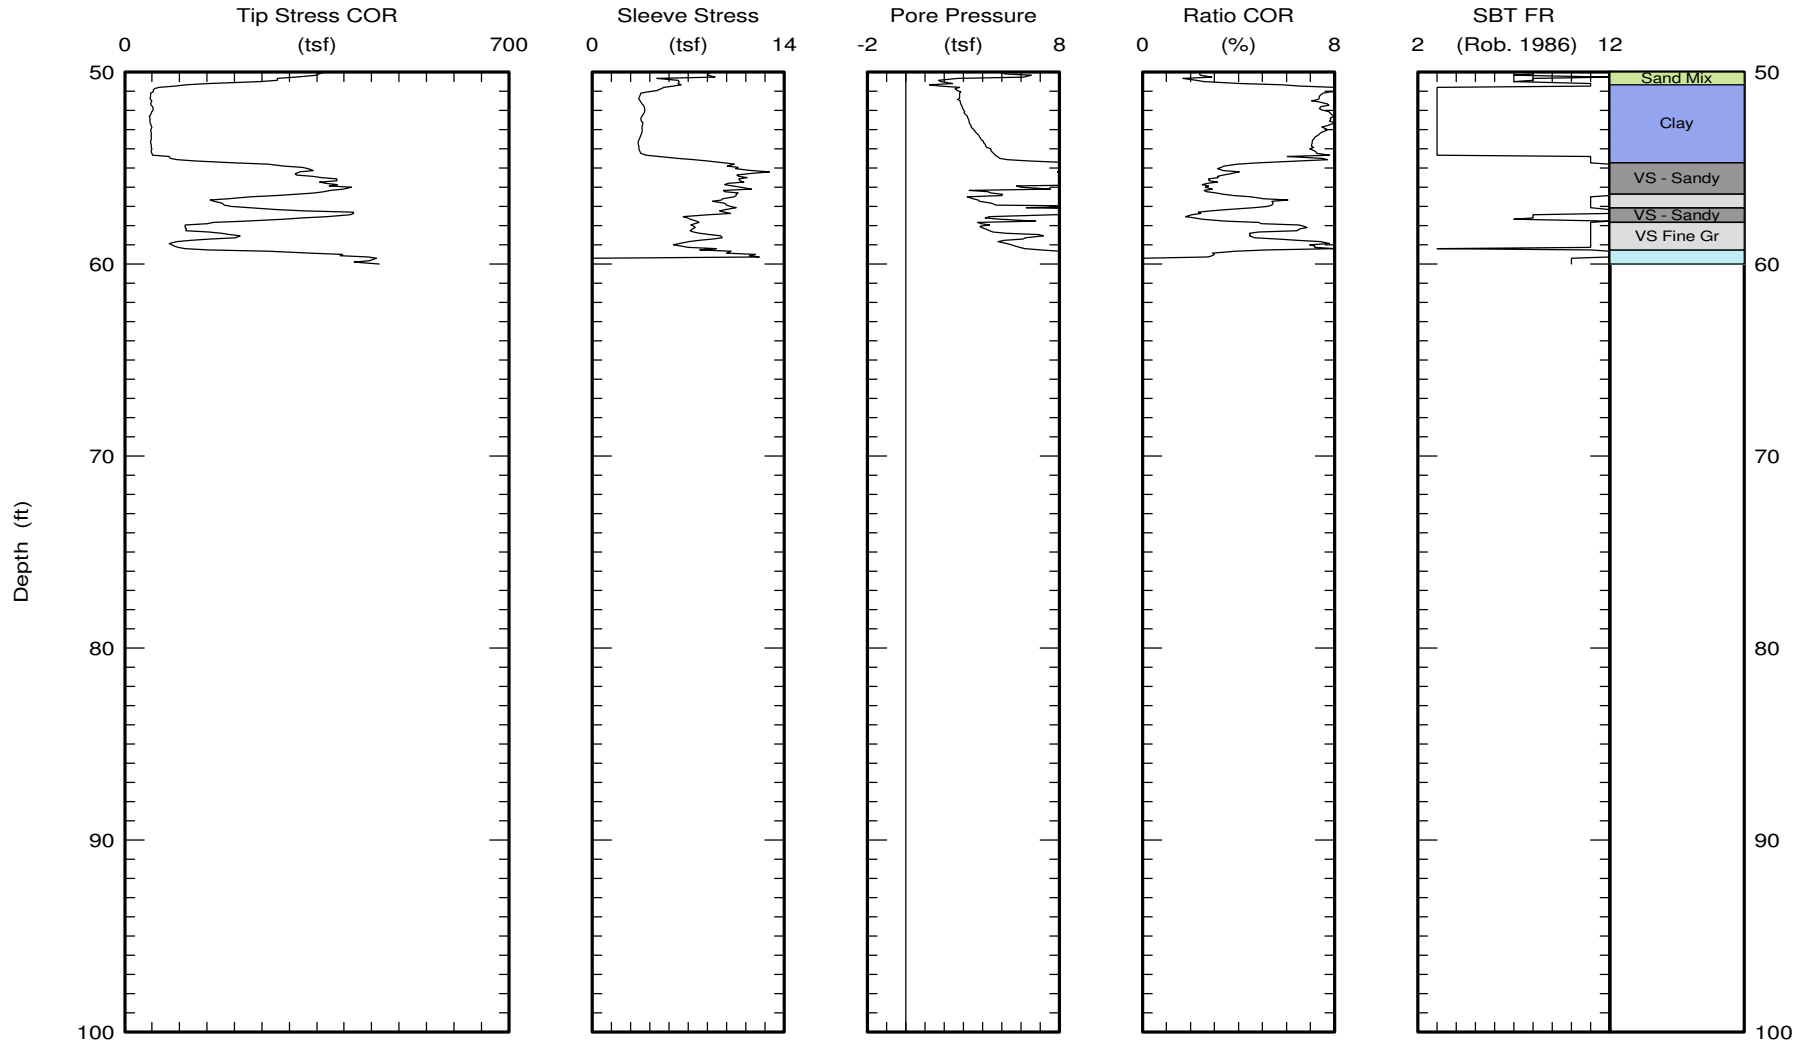 Tip Stress COR
Sleeve Stress
Pore Pressure
Ratio COR
SBT FR
0 (tsf) 700
0 (tsf) 14
-2 (tsf) 8
0 (%) 8
2 (Rob. 1986) 12
50 50
Sand Mix
Clay
VS - Sandy
VS - Sandy
VS Fine Gr
60 60
70 70
Depth (ft)
80 80
90 90
100 100